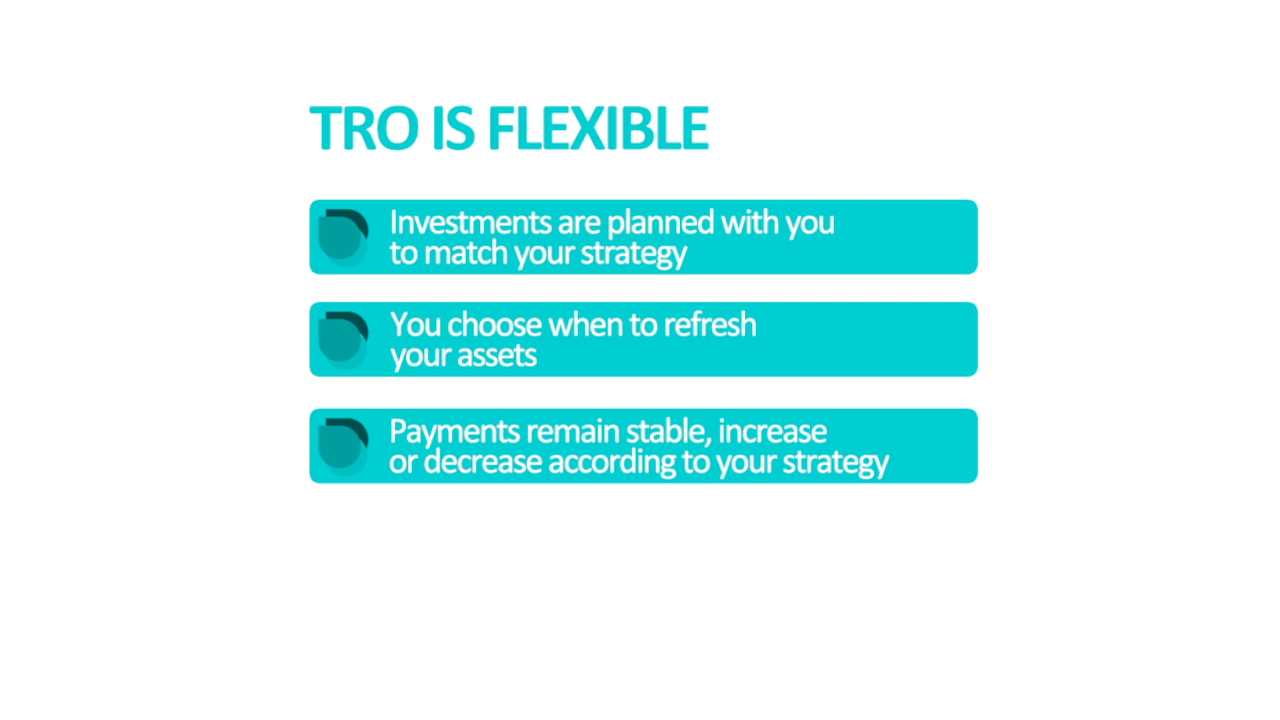 TRO IS FLEXIBLE
Investments are planned with you
to match your strategy
You choose when to refresh
your assets
Payments remain stable, increase
or decrease according to your strategy